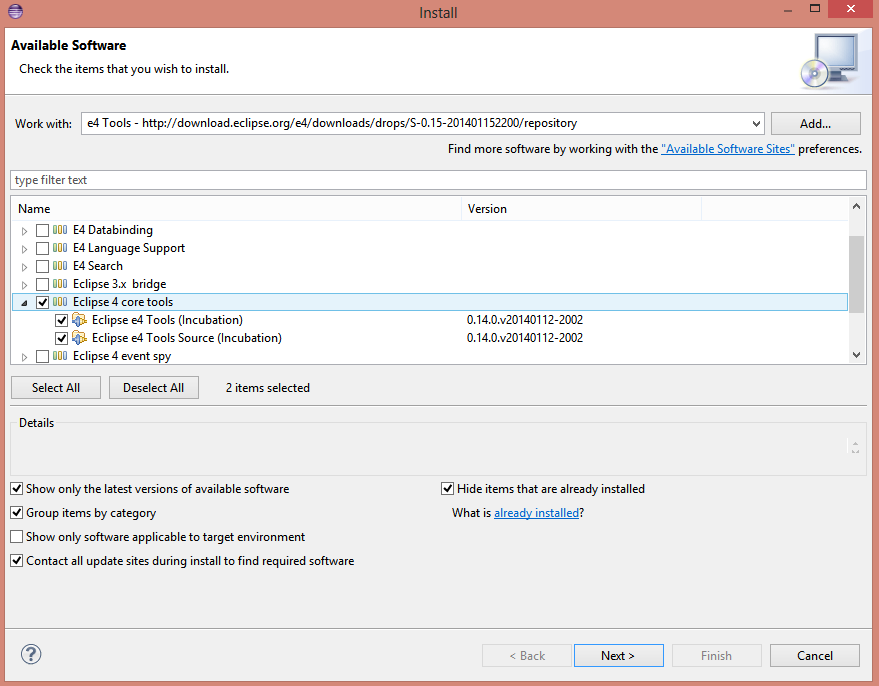 Install
Available Software
Check the items that you wish to install.
Work with: e4 Tools - http://download.eclipse.org/e4/downloads/drops/S-0.15-201401152200/repository Add...
Find more software by working with the "Available Software Sites" preferences.
type filter text
Name Version
E4 Databinding
E4 Language Support
E4 Search
Eclipse 3.x bridge
Eclipse 4 core tools
Eclipse e4 Tools (Incubation) 0.14.0.v20140112-2002
Eclipse e4 Tools Source (Incubation) 0.14.0.v20140112-2002
Eclipse 4 event spy
Select All Deselect All 2 items selected
Details
Show only the latest versions of available software Hide items that are already installed
Group items by category What is already installed?
Show only software applicable to target environment
Contact all update sites during install to find required software
? < Back Next > Finish Cancel